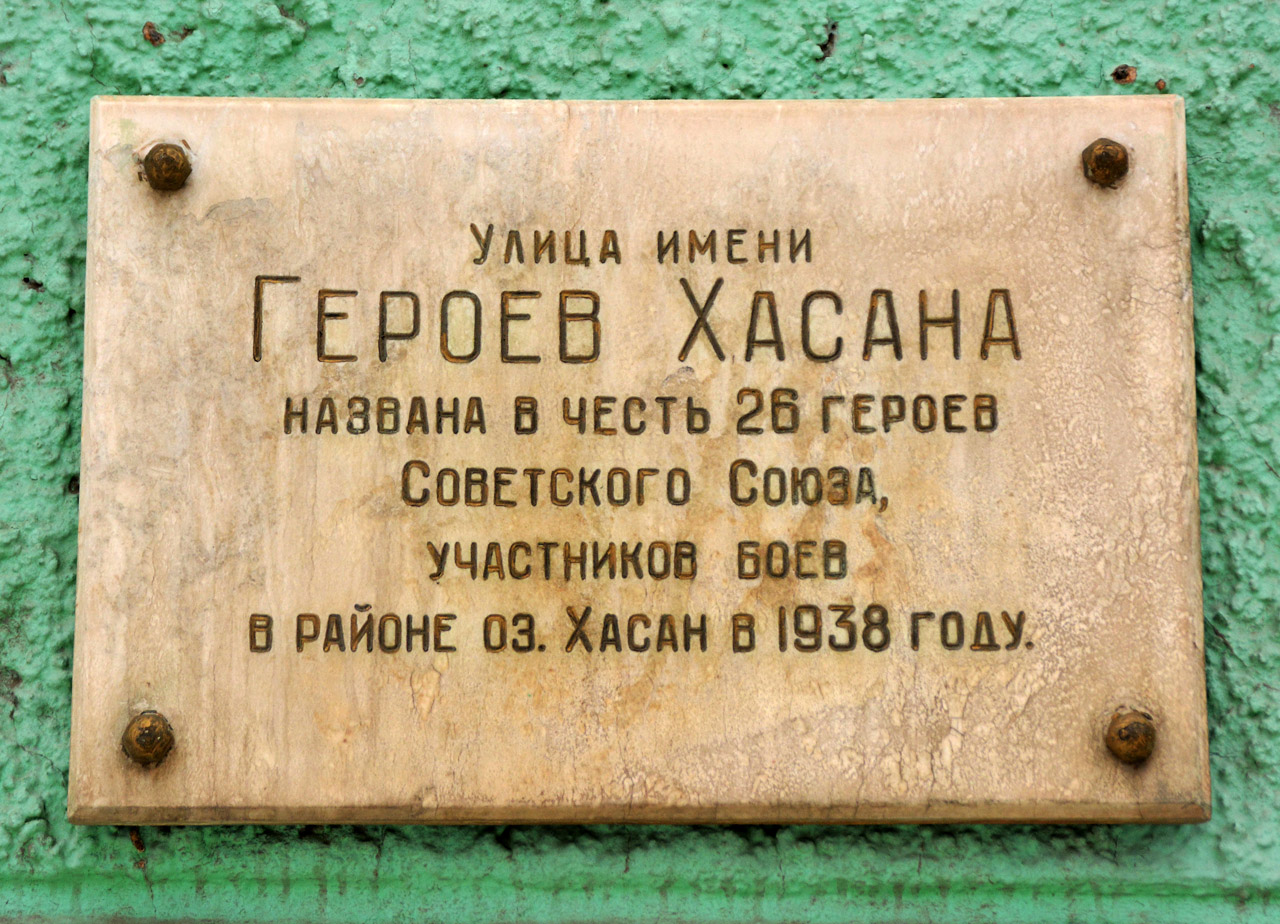 Улица имени
Героев Хасана
названа в честь 26 героев
Советского Союза,
участников боев
в районе оз. Хасан в 1938 году.